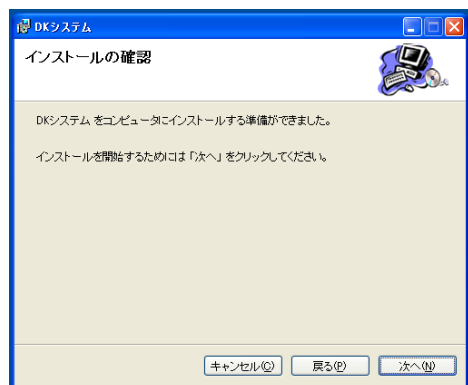 DKシステム
インストールの確認
DKシステム をコンピュータにインストールする準備ができました。
インストールを開始するためには「次へ」をクリックしてください。
キャンセル(C) 戻る(P) 次へ(N)